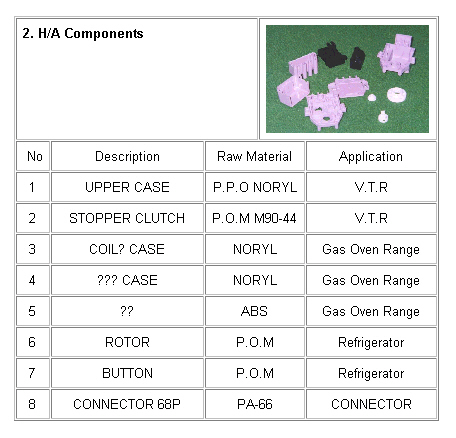 2. H/A Components
No Description Raw Material Application
1 UPPER CASE P.P.O NORYL V.T.R
2 STOPPER CLUTCH P.O.M M90-44 V.T.R
3 COIL? CASE NORYL Gas Oven Range
4 ??? CASE NORYL Gas Oven Range
5 ?? ABS Gas Oven Range
6 ROTOR P.O.M Refrigerator
7 BUTTON P.O.M Refrigerator
8 CONNECTOR 68P PA-66 CONNECTOR